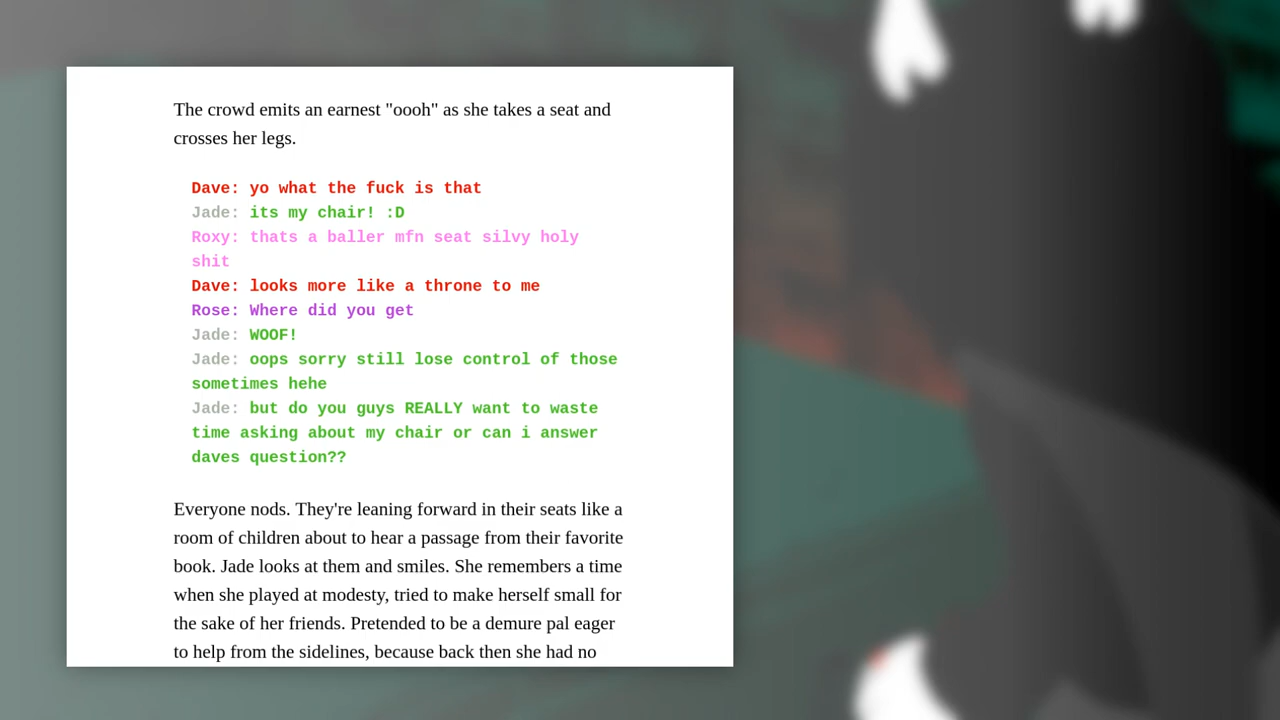 The crowd emits an earnest "oooh" as she takes a seat and
crosses her legs.
Dave: yo what the fuck is that
Jade: its my chair! :D
Roxy: thats a baller mfn seat silvy holy
shit
Dave: looks more like a throne to me
Rose: Where did you get
Jade: WOOF!
Jade: oops sorry still lose control of those
sometimes hehe
Jade: but do you guys REALLY want to waste
time asking about my chair or can i answer
daves question??
Everyone nods. They're leaning forward in their seats like a
room of children about to hear a passage from their favorite
book. Jade looks at them and smiles. She remembers a time
when she played at modesty, tried to make herself small for
the sake of her friends. Pretended to be a demure pal eager
to help from the sidelines, because back then she had no